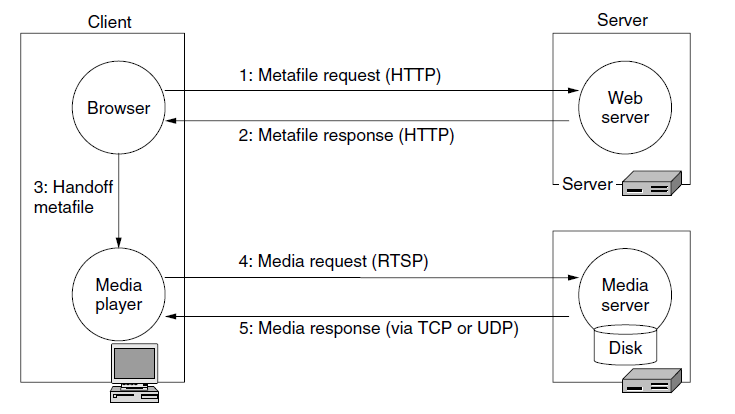 Client
Server
1: Metafile request (HTTP)
Browser
Web
server
2: Metafile response (HTTP)
Server
3: Handoff
metafile
4: Media request (RTSP)
Media
player
Media
server
5: Media response (via TCP or UDP)
Disk